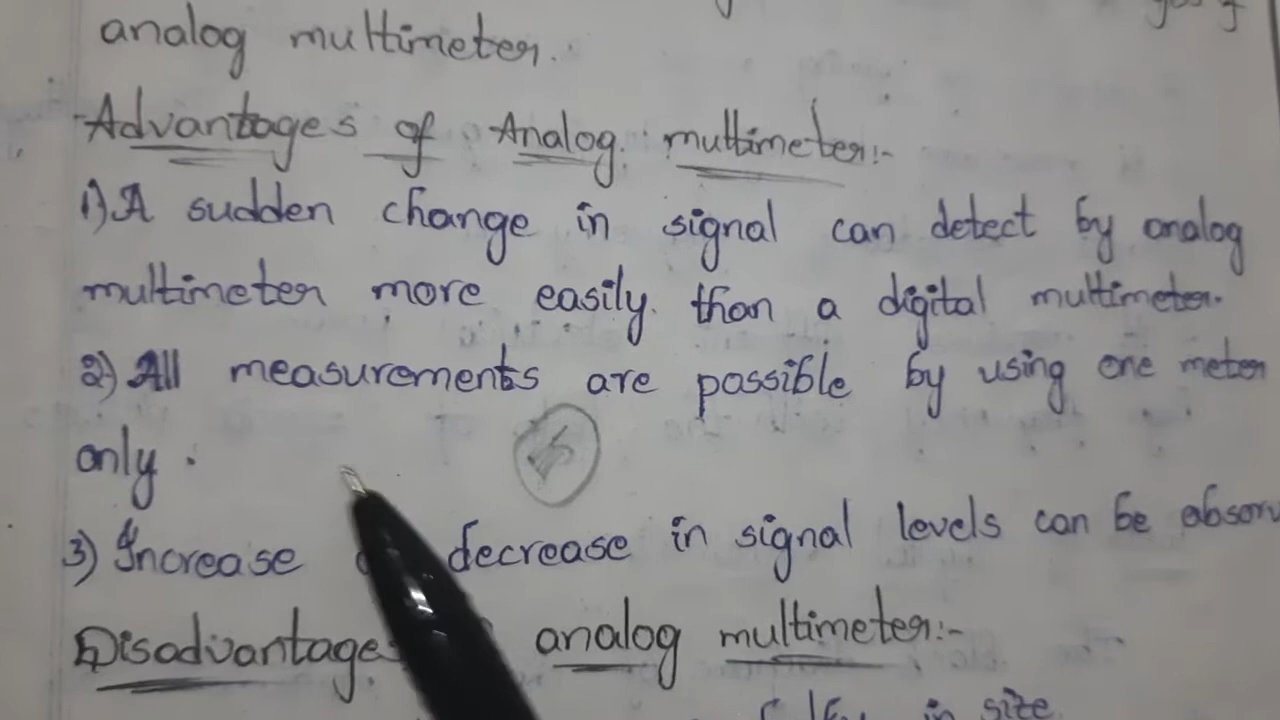 analog multimeter.
Advantages of Analog multimeter:-
1) A sudden change in signal can detect by analog
multimeter more easily than a digital multimeter.
2) All measurements are possible by using one meter
only.
3) Increase decrease in signal levels can be absorv
Disadvantages analog multimeter:-
in size